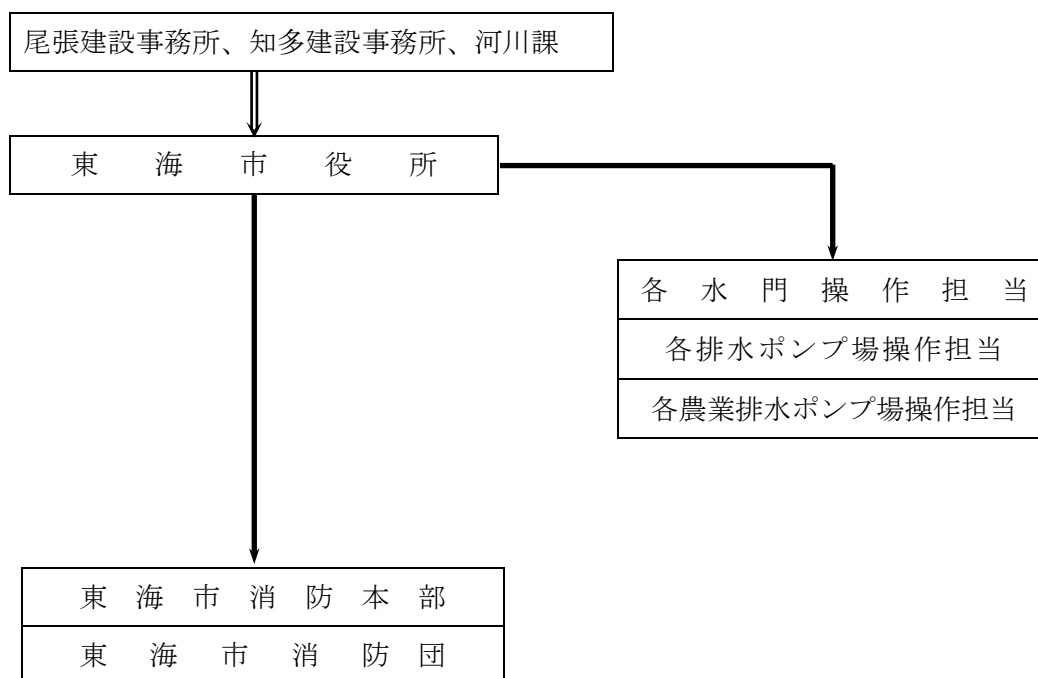 尾張建設事務所、知多建設事務所、河川課
東海市役所
各水門操作担当
各排水ポンプ場操作担当
各農業排水ポンプ場操作担当
東海市消防本部
東海市消防団